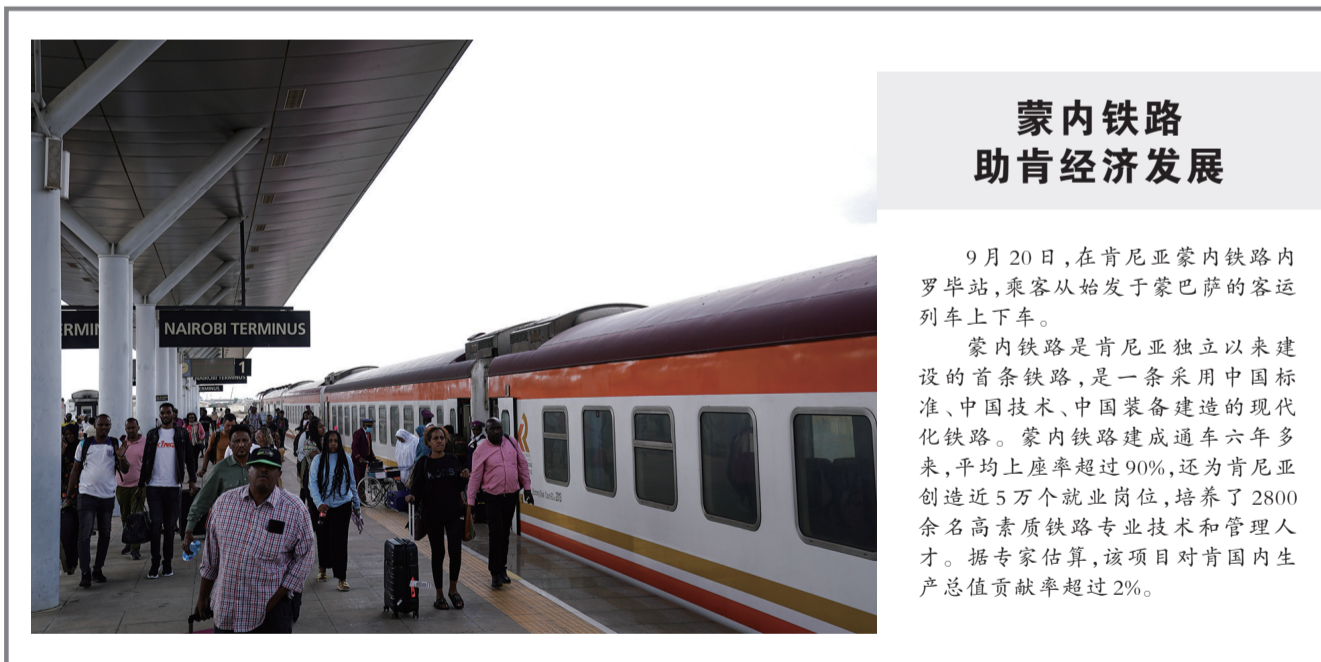 ERMIN
NAIROBI TERMINUS
1
NAIROBI TERMINUS
TERMINUS
蒙内铁路
助肯经济发展
9月20日,在肯尼亚蒙内铁路内
罗毕站,乘客从始发于蒙巴萨的客运
列车上下车。
蒙内铁路是肯尼亚独立以来建
设的首条铁路,是一条采用中国标
准、中国技术、中国装备建造的现代
化铁路。蒙内铁路建成通车六年多
来,平均上座率超过90%,还为肯尼亚
创造近5万个就业岗位,培养了2800
余名高素质铁路专业技术和管理人
才。据专家估算,该项目对肯国内生
产总值贡献率超过2%。